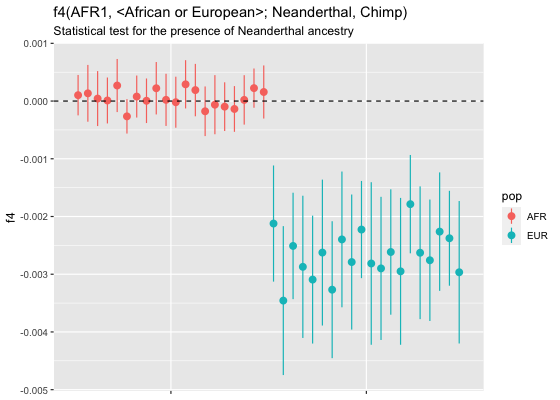 f4(AFR1, <African or European>; Neanderthal, Chimp)
Statistical test for the presence of Neanderthal ancestry
0.001
0.000
-0.001
-0.002
-0.003
-0.004
-0.005
f4
pop
AFR
EUR